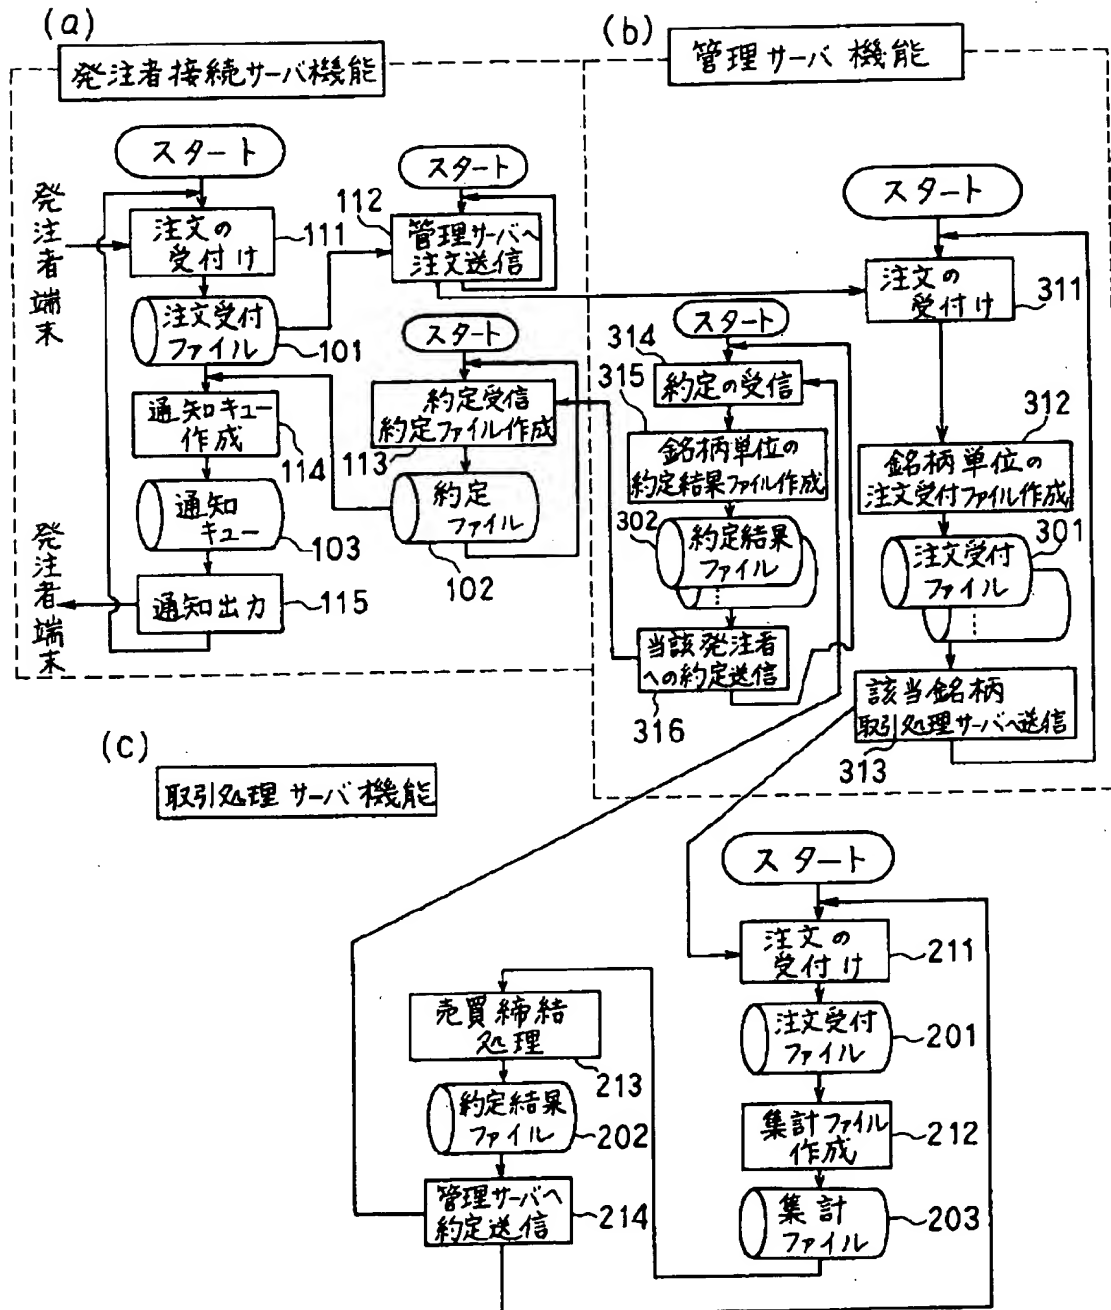 (a)
発注者接続サーバ機能
スタート
発注者端末
注文の
受付け
111
注文受付
ファイル
101
通知キュー
作成
114
通知
キュー
103
発注者端末
通知出力
115
スタート
112
管理サーバへ
注文送信
スタート
約定受信
約定ファイル作成
113
約定
ファイル
102
(b)
管理サーバ機能
スタート
314
約定の受信
315
銘柄単位の
約定結果ファイル作成
302
約定結果
ファイル
当該発注者
への約定送信
316
スタート
注文の
受付け
311
312
銘柄単位の
注文受付ファイル作成
301
注文受付
ファイル
該当銘柄
取引処理サーバへ送信
313
(c)
取引処理サーバ機能
スタート
注文の
受付け
211
注文受付
ファイル
201
集計ファイル
作成
212
集計
ファイル
203
売買締結
処理
213
約定結果
ファイル
202
管理サーバへ
約定送信
214